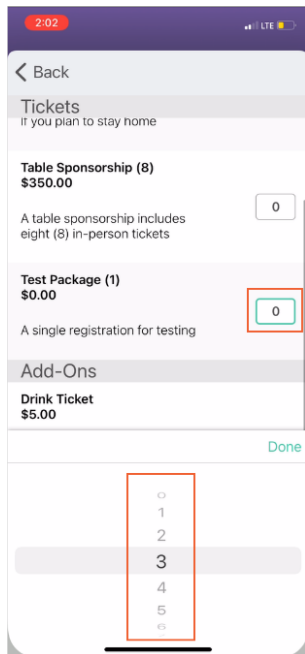 2:02
LTE
Back
Tickets
If you plan to stay home
Table Sponsorship (8)
$350.00
0
A table sponsorship includes
eight (8) in-person tickets
Test Package (1)
$0.00
0
A single registration for testing
Add-Ons
Drink Ticket
$5.00
Done
0
1
2
3
4
5
6